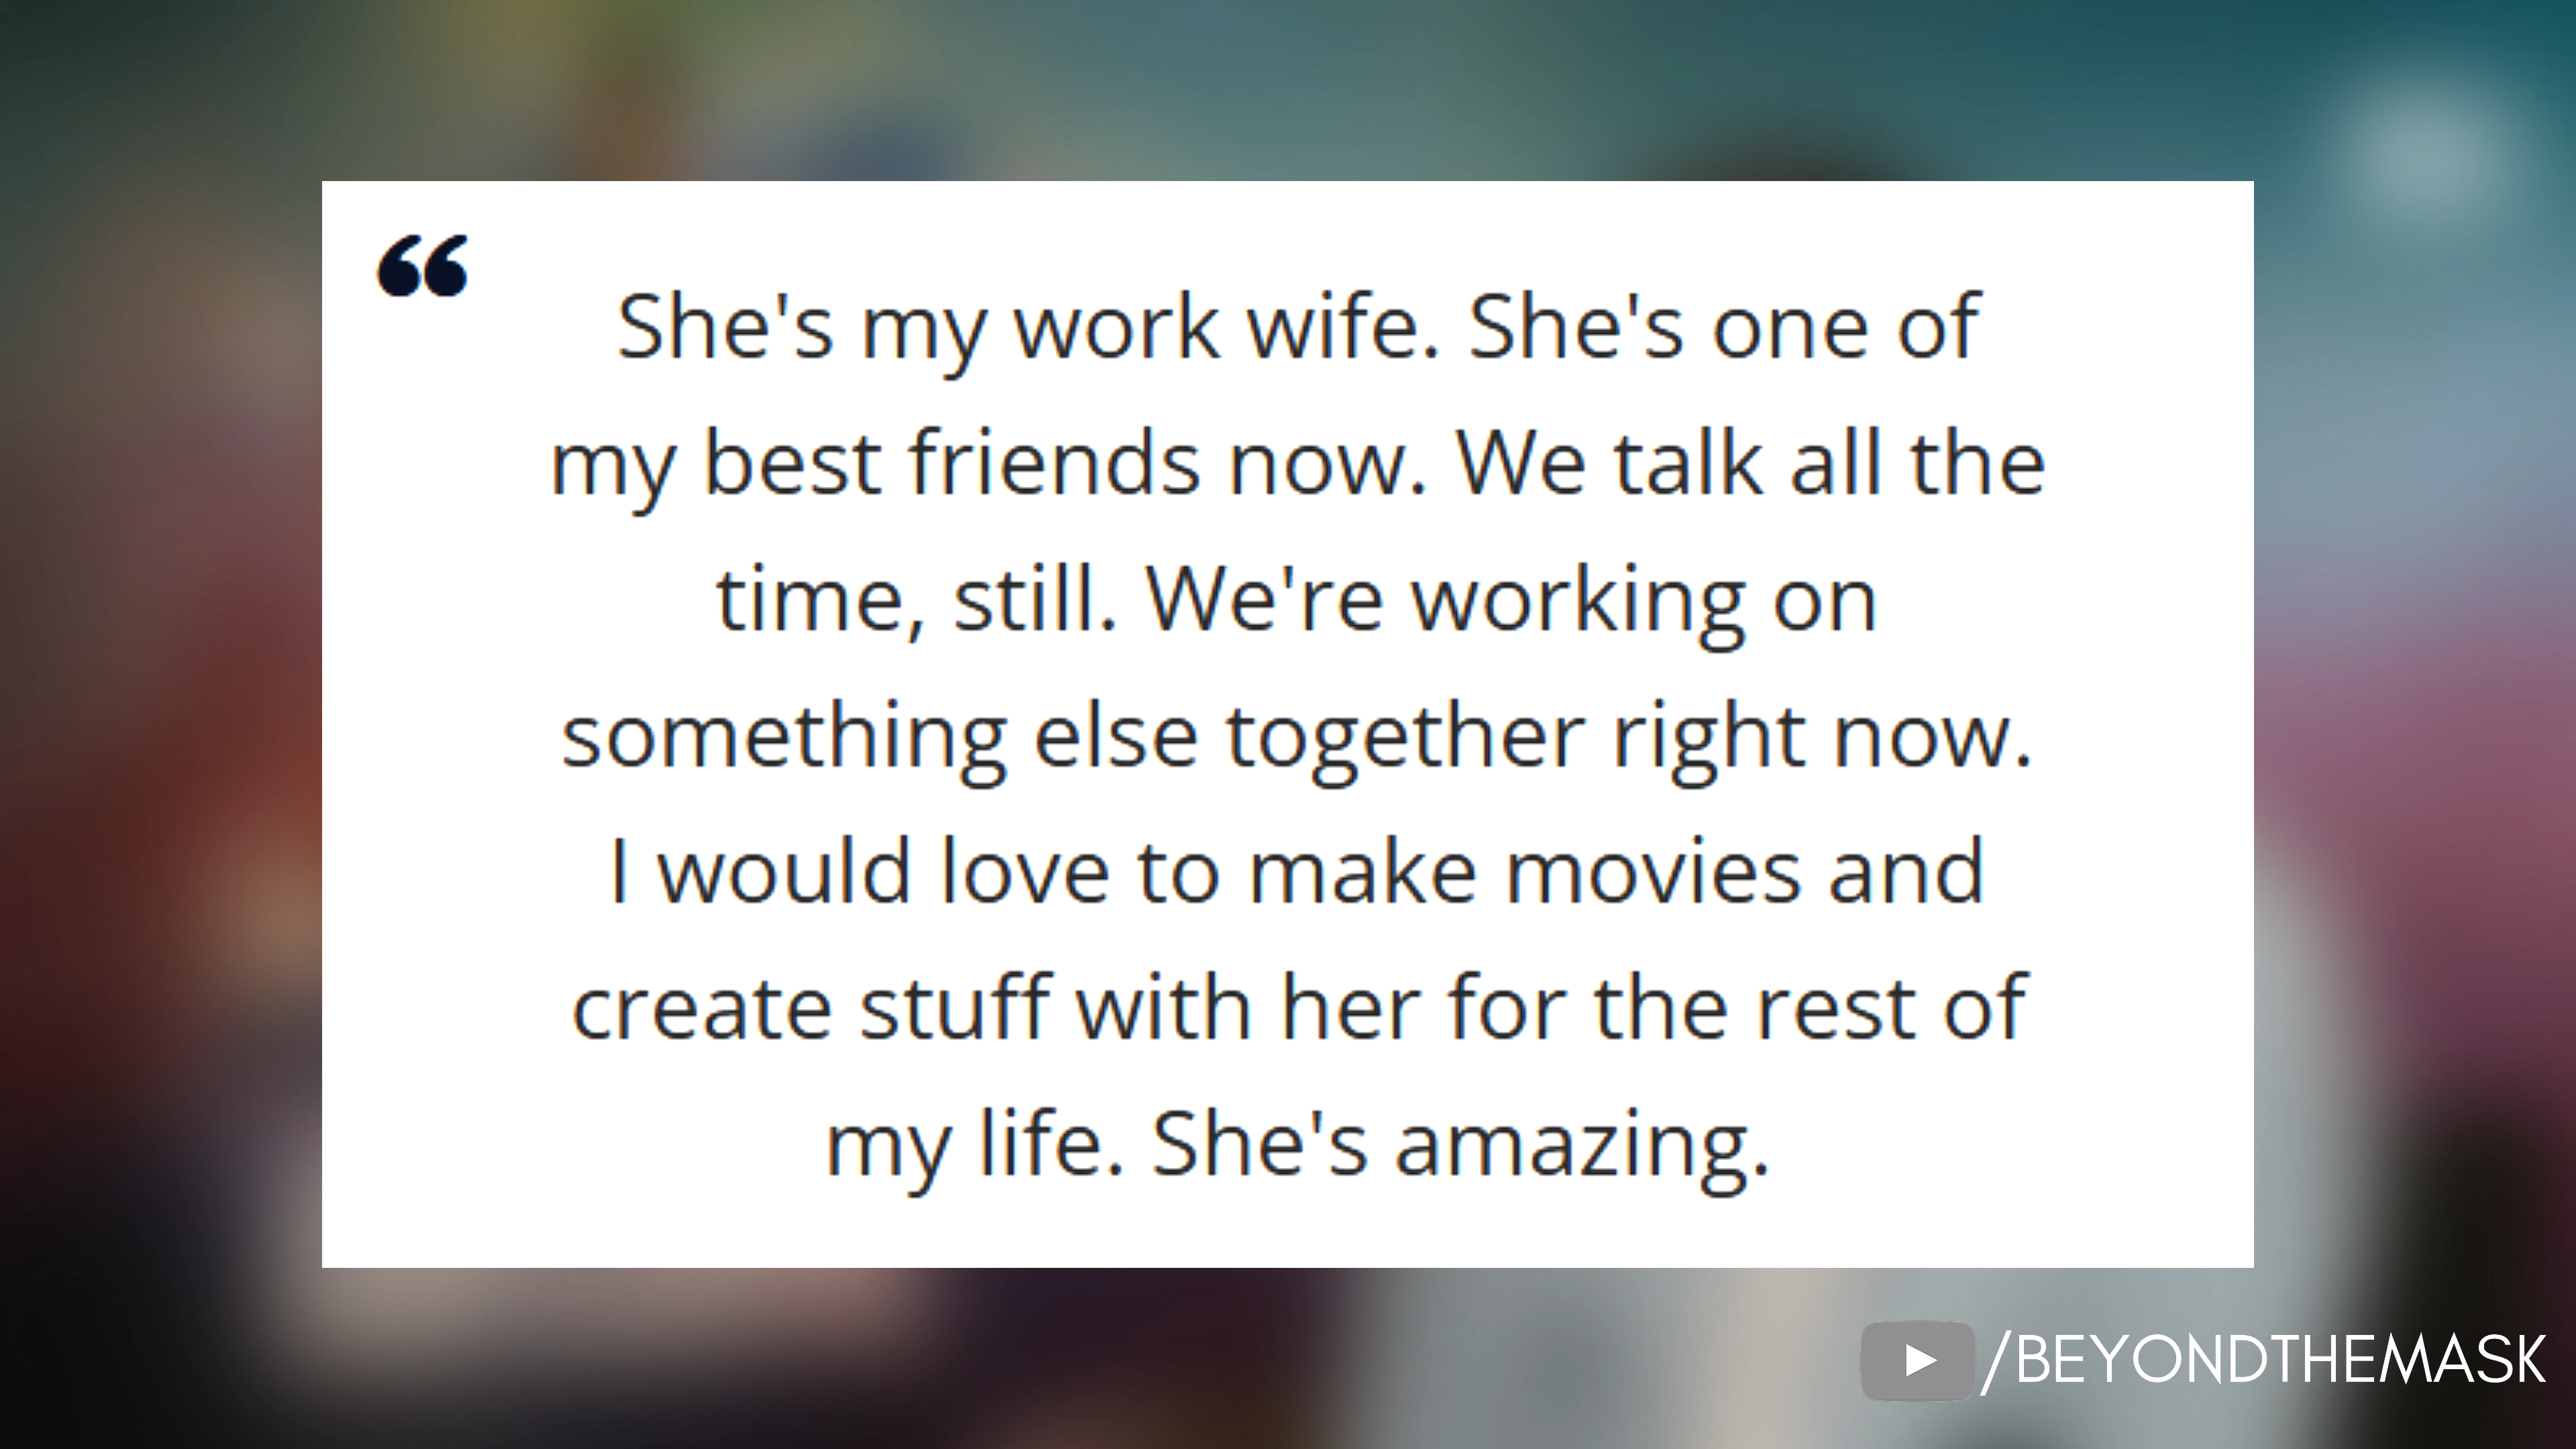 “
She's my work wife. She's one of
my best friends now. We talk all the
time, still. We're working on
something else together right now.
I would love to make movies and
create stuff with her for the rest of
my life. She's amazing.
/BEYONDTHEMASK